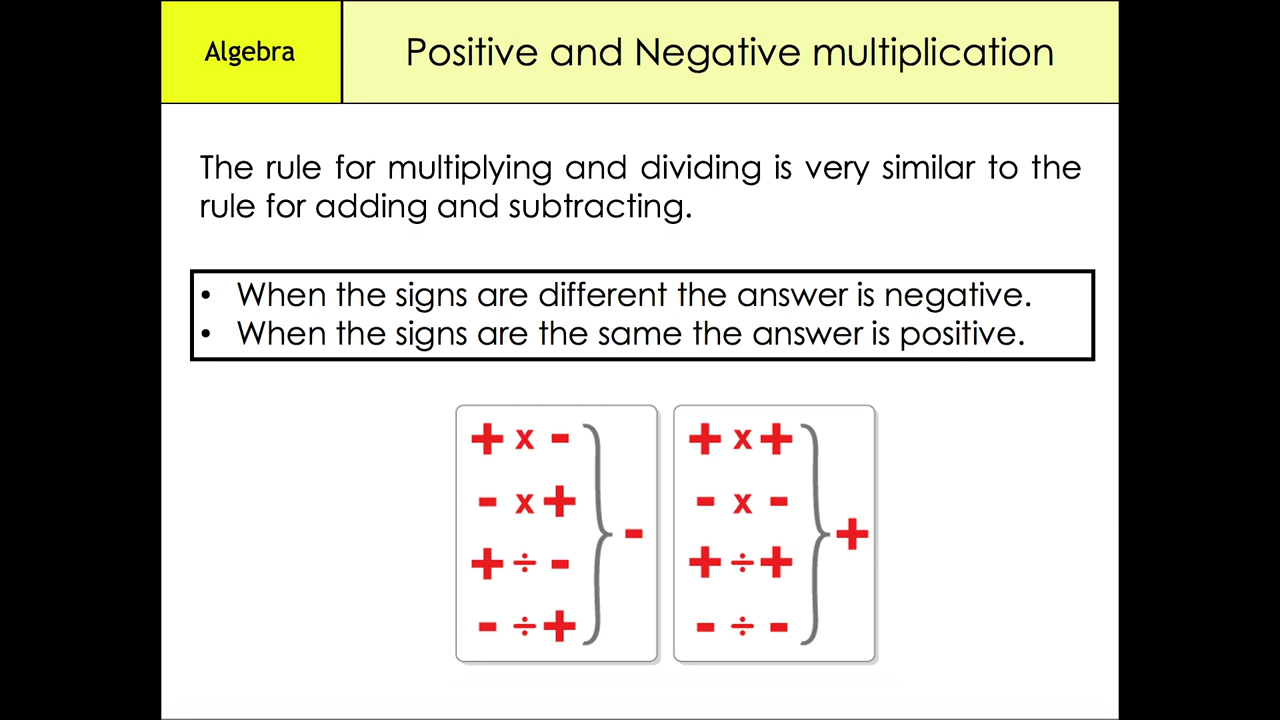 Algebra
Positive and Negative multiplication
The rule for multiplying and dividing is very similar to the
rule for adding and subtracting.
• When the signs are different the answer is negative.
• When the signs are the same the answer is positive.
+ x -
- x +
+ ÷ -
- ÷ +
-
+ x +
- x -
+ ÷ +
- ÷ -
+